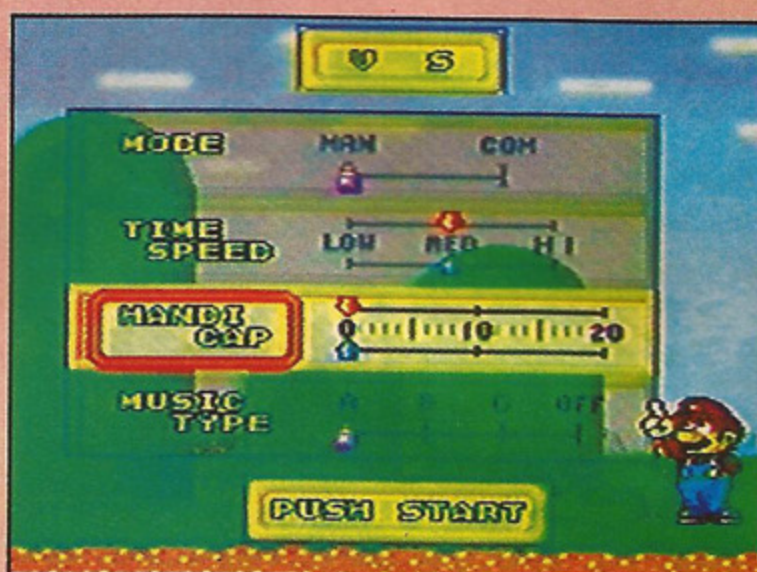 V S
MODE MAN COM
TIME
SPEED
LOW MED HI
HANDI
CAP
0 10 20
MUSIC
TYPE
A B C OFF
PUSH START